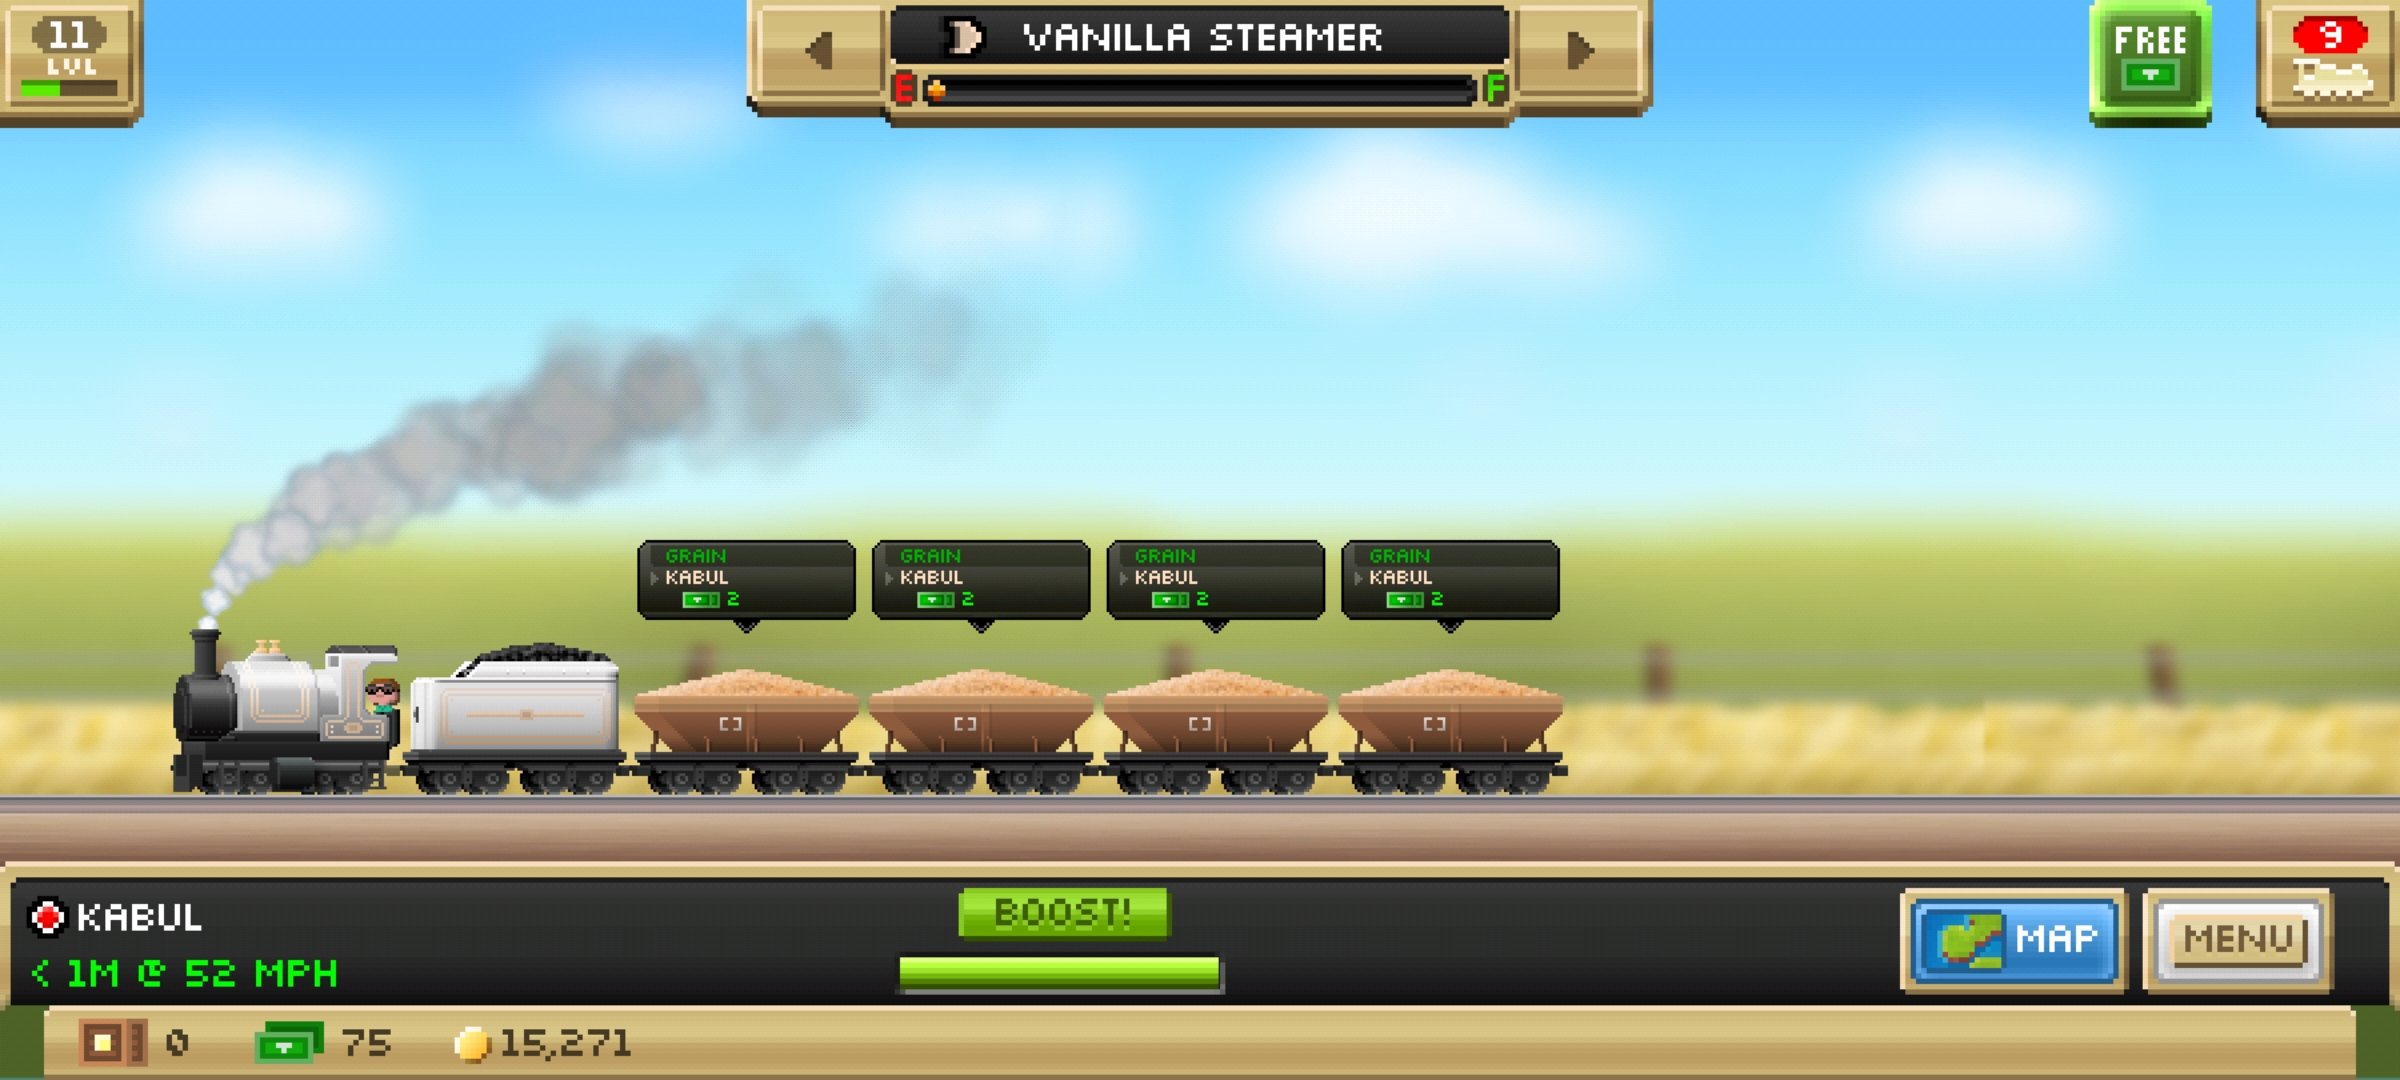 11
LVL
VANILLA STEAMER
E F
FREE
9
GRAIN
KABUL
2
GRAIN
KABUL
2
GRAIN
KABUL
2
GRAIN
KABUL
2
KABUL
< 1M @ 52 MPH
BOOST!
MAP
MENU
0
75
15,271